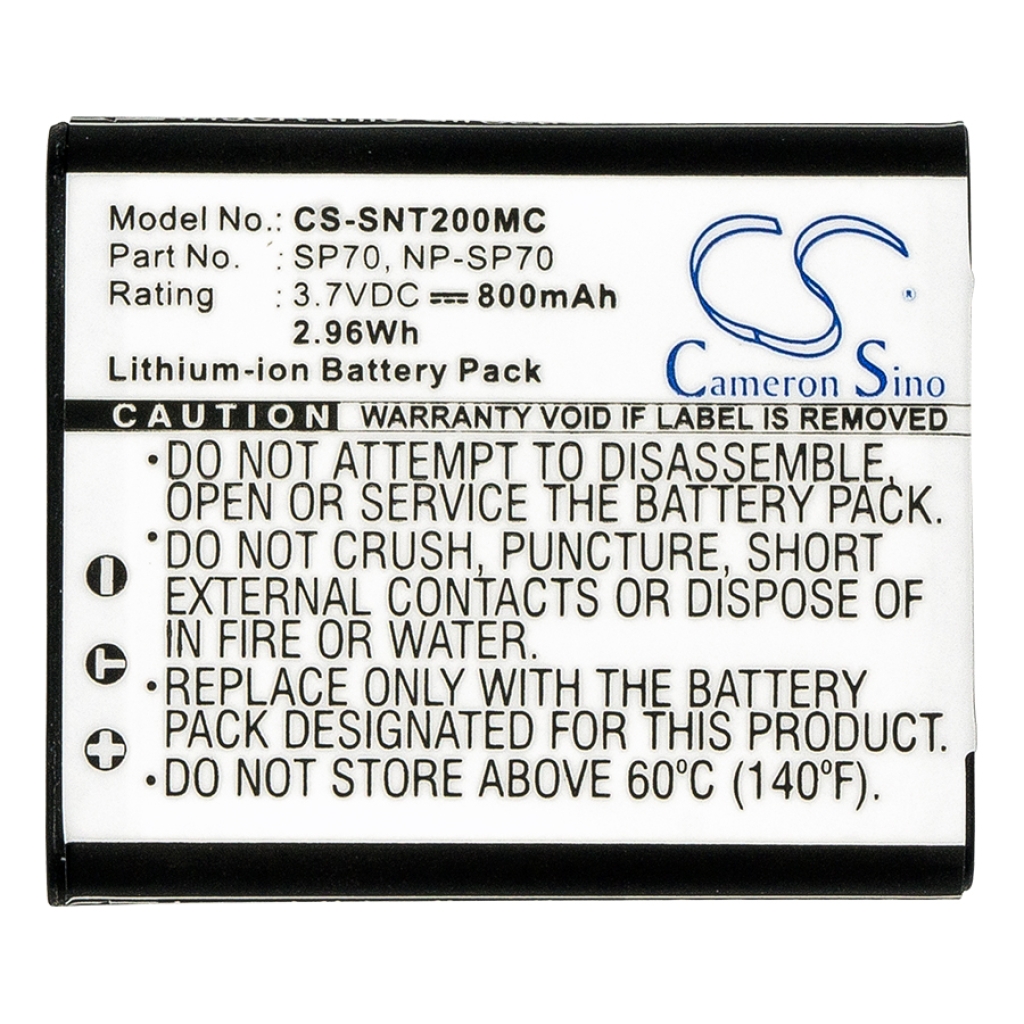 Model No.: CS-SNT200MC
Part No. : SP70, NP-SP70
Rating : 3.7VDC ⎓ 800mAh
2.96Wh
Lithium-ion Battery Pack
CS
®
Cameron Sino
CAUTION WARRANTY VOID IF LABEL IS REMOVED
•DO NOT ATTEMPT TO DISASSEMBLE,
OPEN OR SERVICE THE BATTERY PACK.
•DO NOT CRUSH, PUNCTURE, SHORT
EXTERNAL CONTACTS OR DISPOSE OF
IN FIRE OR WATER.
•REPLACE ONLY WITH THE BATTERY
PACK DESIGNATED FOR THIS PRODUCT.
•DO NOT STORE ABOVE 60°C (140°F).
− T +